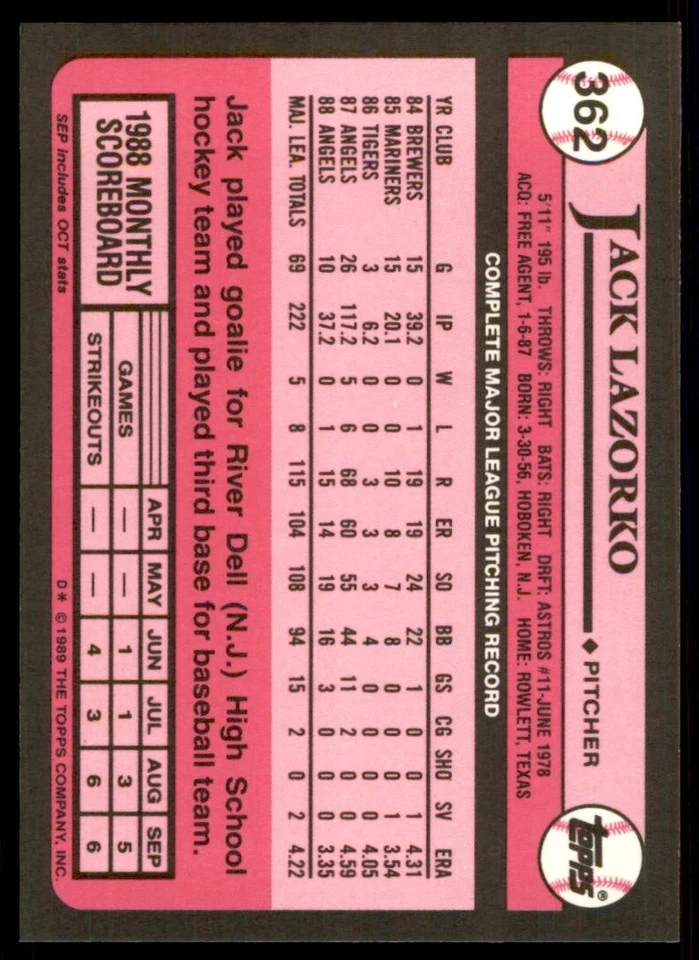 362
JACK LAZORKO ♦ PITCHER
topps®
5'11" 195 lb. THROWS: RIGHT BATS: RIGHT DRFT: ASTROS #11-JUNE 1978
ACQ: FREE AGENT, 1-6-87 BORN: 3-30-56, HOBOKEN, N.J. HOME: ROWLETT, TEXAS
COMPLETE MAJOR LEAGUE PITCHING RECORD
YR CLUB G IP W L R ER SO BB GS CG SHO SV ERA
84 BREWERS 15 39.2 0 1 19 19 24 22 1 0 0 1 4.31
85 MARINERS 15 20.1 0 0 10 8 7 8 0 0 0 1 3.54
86 TIGERS 3 6.2 0 0 3 3 3 4 0 0 0 0 4.05
87 ANGELS 26 117.2 5 6 68 60 55 44 11 2 0 0 4.59
88 ANGELS 10 37.2 0 1 15 14 19 16 3 0 0 0 3.35
MAJ. LEA. TOTALS 69 222 5 8 115 104 108 94 15 2 0 2 4.22
Jack played goalie for River Dell (N.J.) High School
hockey team and played third base for baseball team.
1988 MONTHLY
SCOREBOARD
APR MAY JUN JUL AUG SEP
GAMES — — 1 1 3 5
STRIKEOUTS — — 4 3 6 6
SEP includes OCT stats
D* © 1989 THE TOPPS COMPANY, INC.